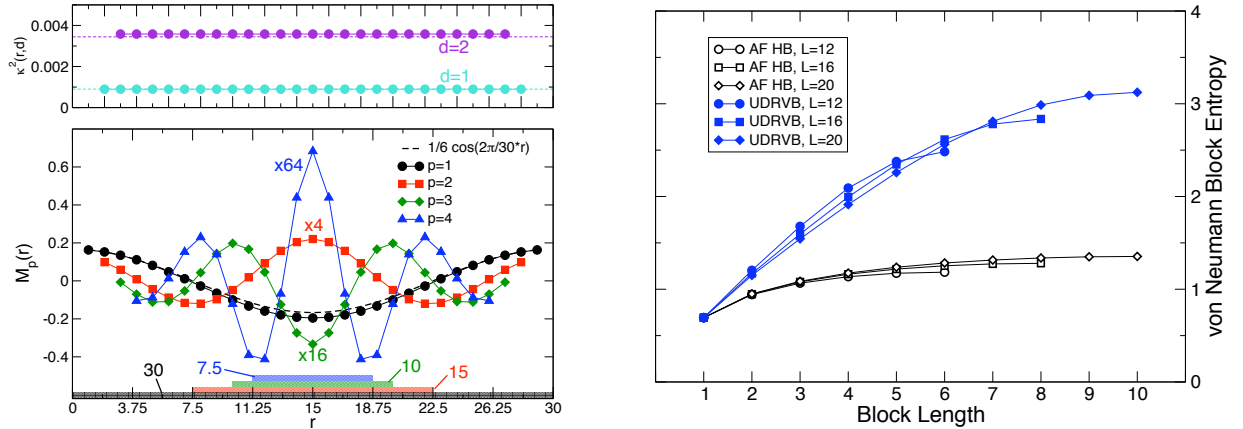 0.004
0.002
0
κ²(r,d)
d=2
d=1
1/6 cos(2π/30*r)
p=1
p=2
p=3
p=4
x64
x4
x16
0.6
0.4
0.2
0
-0.2
-0.4
M_p(r)
30
7.5
10
15
0 3.75 7.5 11.25 15 18.75 22.5 26.25 30
r
AF HB, L=12
AF HB, L=16
AF HB, L=20
UDRVB, L=12
UDRVB, L=16
UDRVB, L=20
4
3
2
1
0
von Neumann Block Entropy
1 2 3 4 5 6 7 8 9 10
Block Length